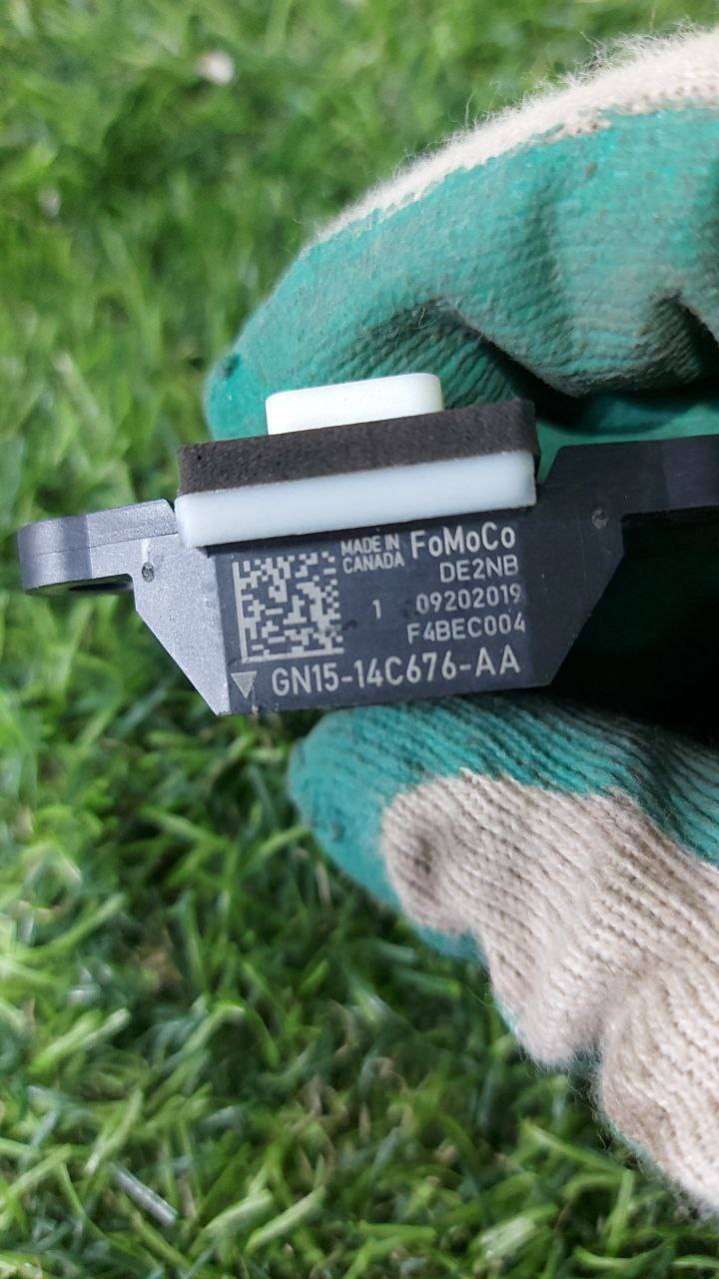 MADE IN
CANADA
FoMoCo
DE2NB
1 09202019
F4BEC004
GN15-14C676-AA